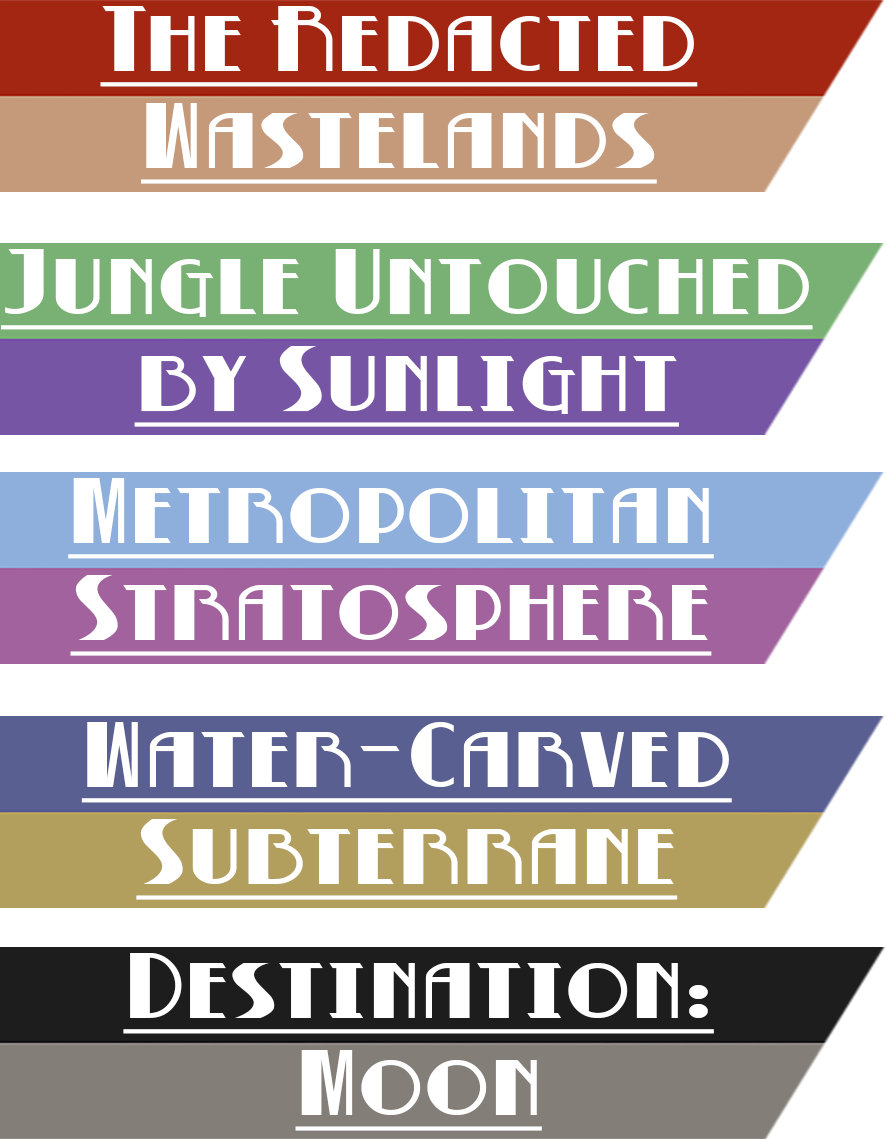 The Redacted
Wastelands
Jungle Untouched
by Sunlight
Metropolitan
Stratosphere
Water-Carved
Subterrane
Destination:
Moon